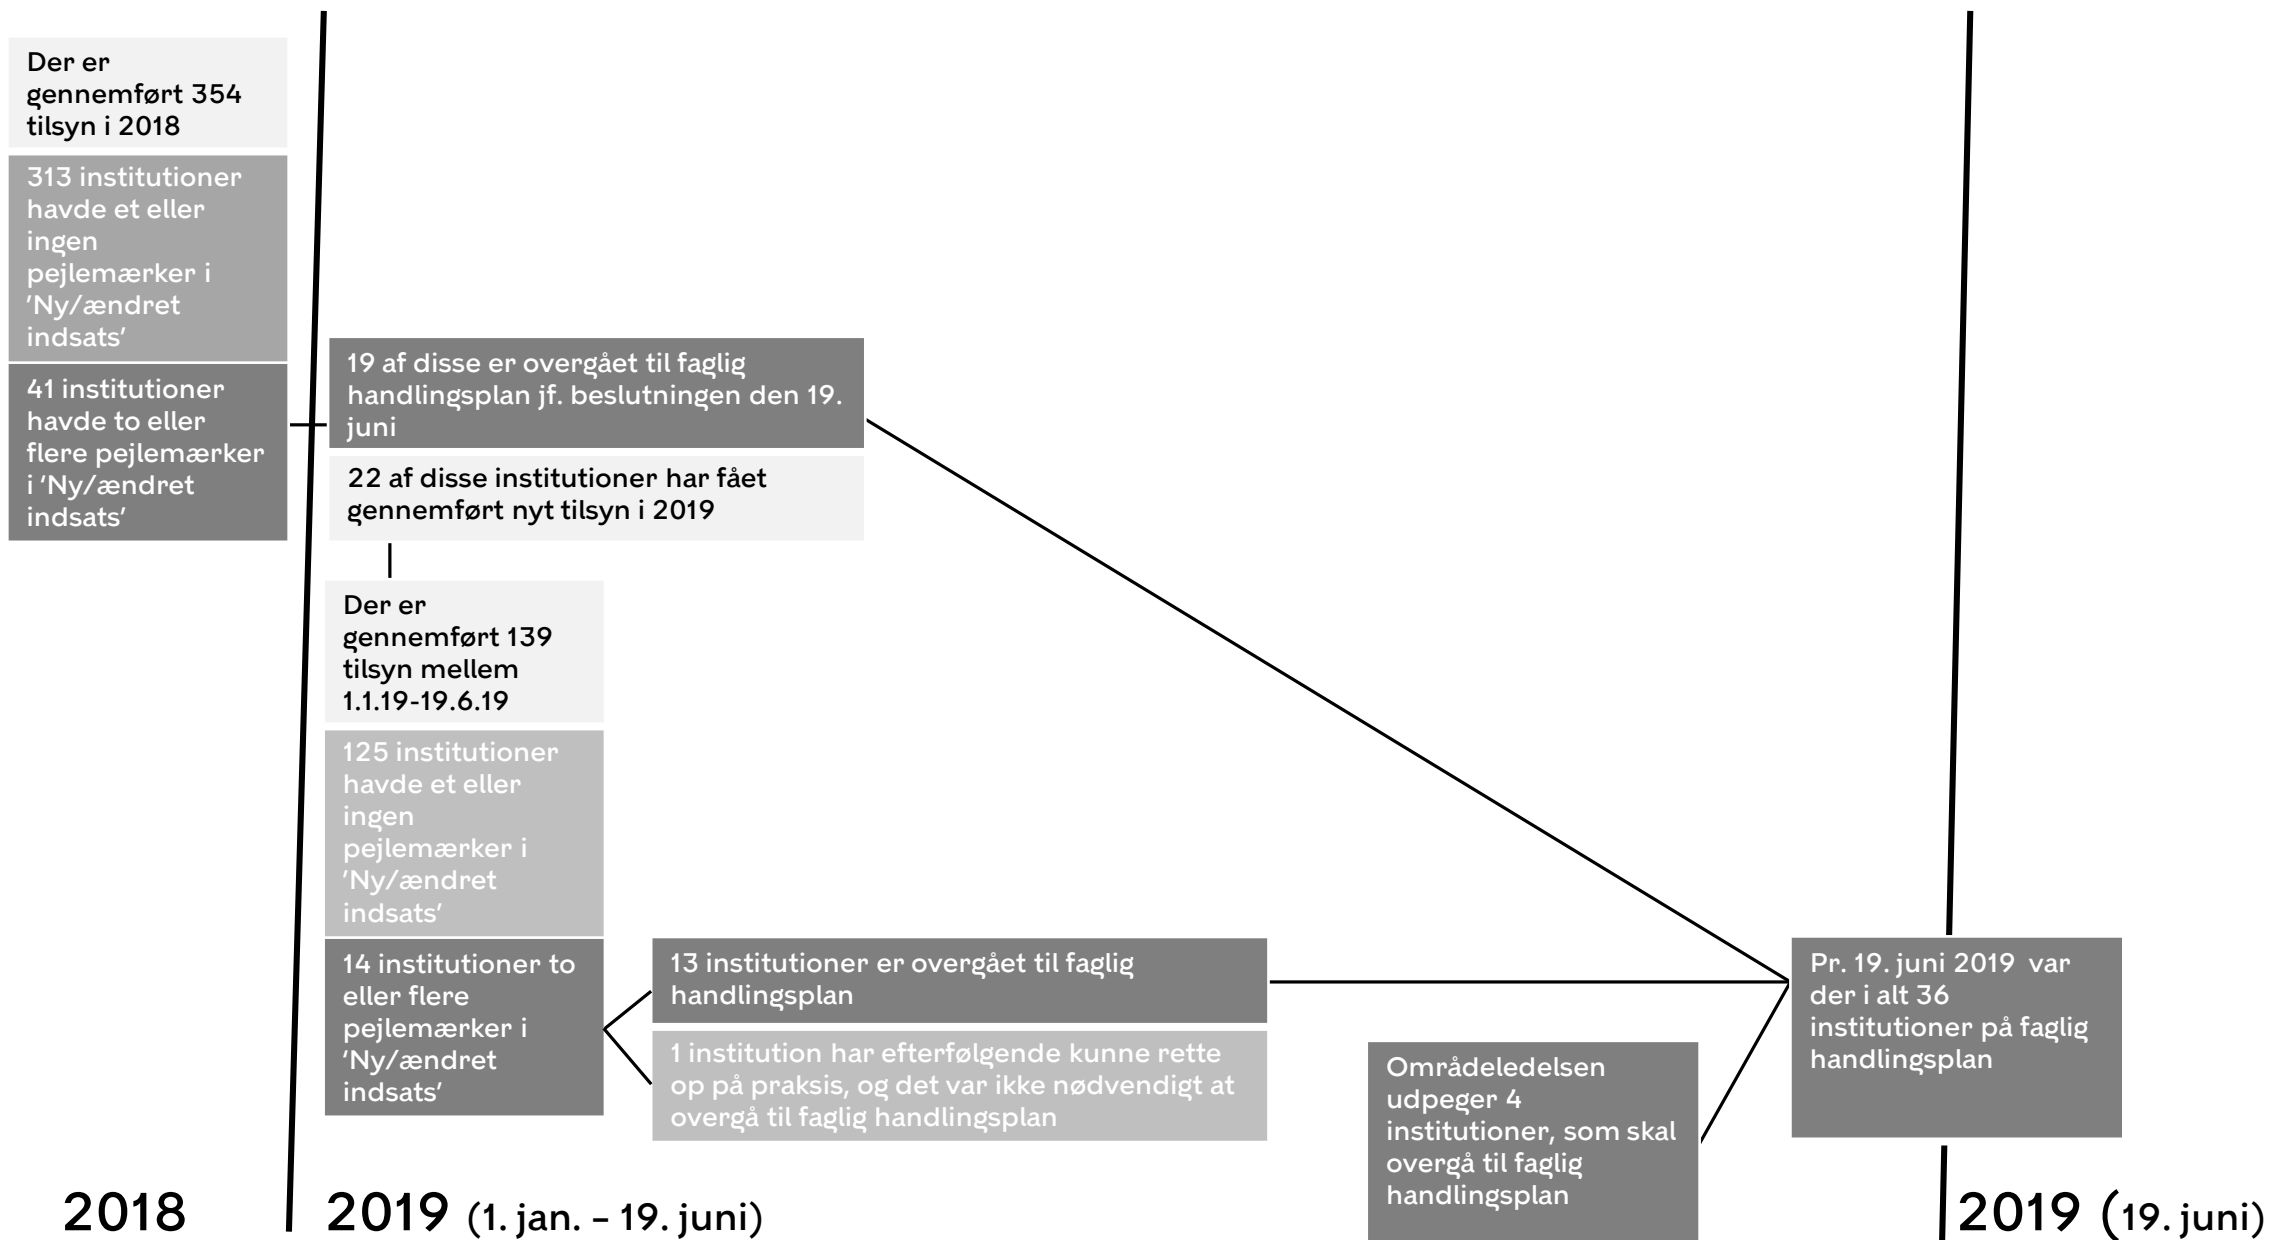 Der er
gennemført 354
tilsyn i 2018
313 institutioner
havde et eller
ingen
pejlemærker i
’Ny/ændret
indsats’
41 institutioner
havde to eller
flere pejlemærker
i ‘Ny/ændret
indsats’
19 af disse er overgået til faglig
handlingsplan jf. beslutningen den 19.
juni
22 af disse institutioner har fået
gennemført nyt tilsyn i 2019
Der er
gennemført 139
tilsyn mellem
1.1.19-19.6.19
125 institutioner
havde et eller
ingen
pejlemærker i
’Ny/ændret
indsats’
14 institutioner to
eller flere
pejlemærker i
‘Ny/ændret
indsats’
13 institutioner er overgået til faglig
handlingsplan
1 institution har efterfølgende kunne rette
op på praksis, og det var ikke nødvendigt at
overgå til faglig handlingsplan
Områdeledelsen
udpeger 4
institutioner, som skal
overgå til faglig
handlingsplan
Pr. 19. juni 2019 var
der i alt 36
institutioner på faglig
handlingsplan
2018
2019 (1. jan. – 19. juni)
2019 (19. juni)